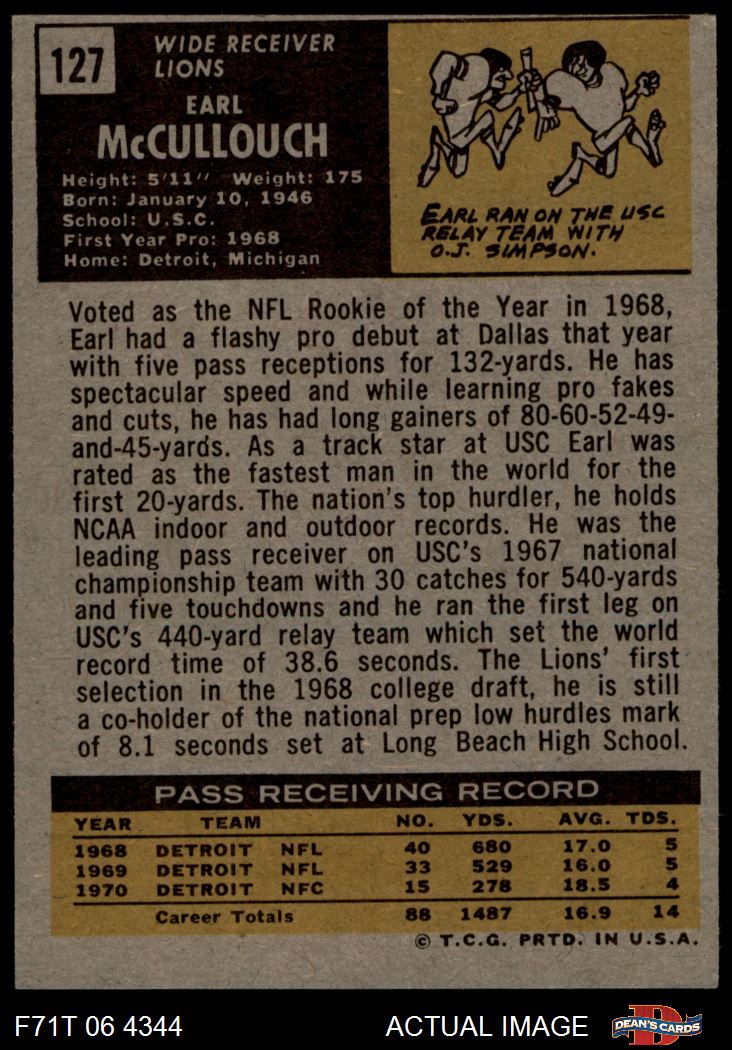 127
WIDE RECEIVER
LIONS
EARL
McCULLOUCH
Height: 5'11" Weight: 175
Born: January 10, 1946
School: U.S.C.
First Year Pro: 1968
Home: Detroit, Michigan
EARL RAN ON THE USC
RELAY TEAM WITH
O.J. SIMPSON.
Voted as the NFL Rookie of the Year in 1968,
Earl had a flashy pro debut at Dallas that year
with five pass receptions for 132-yards. He has
spectacular speed and while learning pro fakes
and cuts, he has had long gainers of 80-60-52-49-
and-45-yards. As a track star at USC Earl was
rated as the fastest man in the world for the
first 20-yards. The nation's top hurdler, he holds
NCAA indoor and outdoor records. He was the
leading pass receiver on USC's 1967 national
championship team with 30 catches for 540-yards
and five touchdowns and he ran the first leg on
USC's 440-yard relay team which set the world
record time of 38.6 seconds. The Lions' first
selection in the 1968 college draft, he is still
a co-holder of the national prep low hurdles mark
of 8.1 seconds set at Long Beach High School.
PASS RECEIVING RECORD
YEAR TEAM NO. YDS. AVG. TDS.
1968 DETROIT NFL 40 680 17.0 5
1969 DETROIT NFL 33 529 16.0 5
1970 DETROIT NFC 15 278 18.5 4
Career Totals 88 1487 16.9 14
© T.C.G. PRTD. IN U.S.A.
F71T 06 4344 ACTUAL IMAGE
D
DEAN'S CARDS